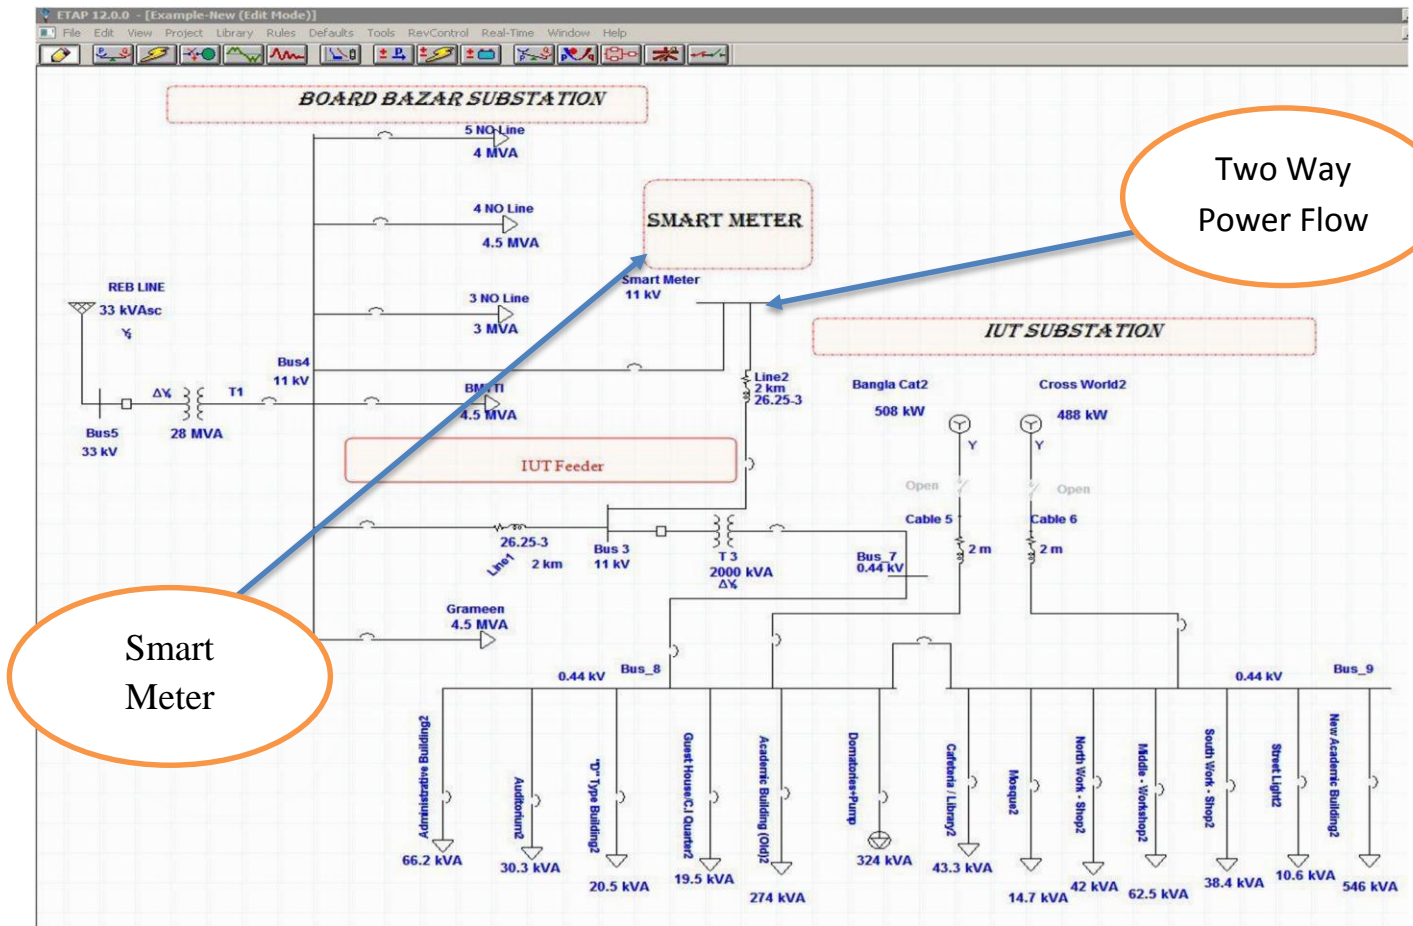 ETAP 12.0.0 - [Example-New (Edit Mode)]
File Edit View Project Library Rules Defaults Tools RevControl Real-Time Window Help
BOARD BAZAR SUBSTATION
5 NO Line
4 MVA
4 NO Line
4.5 MVA
SMART METER
Two Way
Power Flow
Smart Meter
11 kV
REB LINE
33 kVAsc
3 NO Line
3 MVA
IUT SUBSTATION
Bus4
11 kV
T1
28 MVA
Bus5
33 kV
4.5 MVA
Line2
2 km
26.25-3
Bangla Cat2
508 kW
Cross World2
488 kW
Y
Y
IUT Feeder
Open
Open
Cable 5
Cable 6
2 m
2 m
26.25-3
Line1
2 km
Bus 3
11 kV
T 3
2000 kVA
Bus_7
0.44 kV
Grameen
4.5 MVA
Smart
Meter
0.44 kV
Bus_8
0.44 kV
Bus_9
Administrative Building2
Auditorium2
"D" Type Building2
Guest House/C.I Quarter2
Academic Building (Old)2
Dormatories+Pump
Cafeteria / Library2
Mosque2
North Work - Shop2
Middle - Workshop2
South Work - Shop2
Street Light2
New Academic Building2
66.2 kVA
30.3 kVA
20.5 kVA
19.5 kVA
274 kVA
324 kVA
43.3 kVA
14.7 kVA
42 kVA
62.5 kVA
38.4 kVA
10.6 kVA
546 kVA